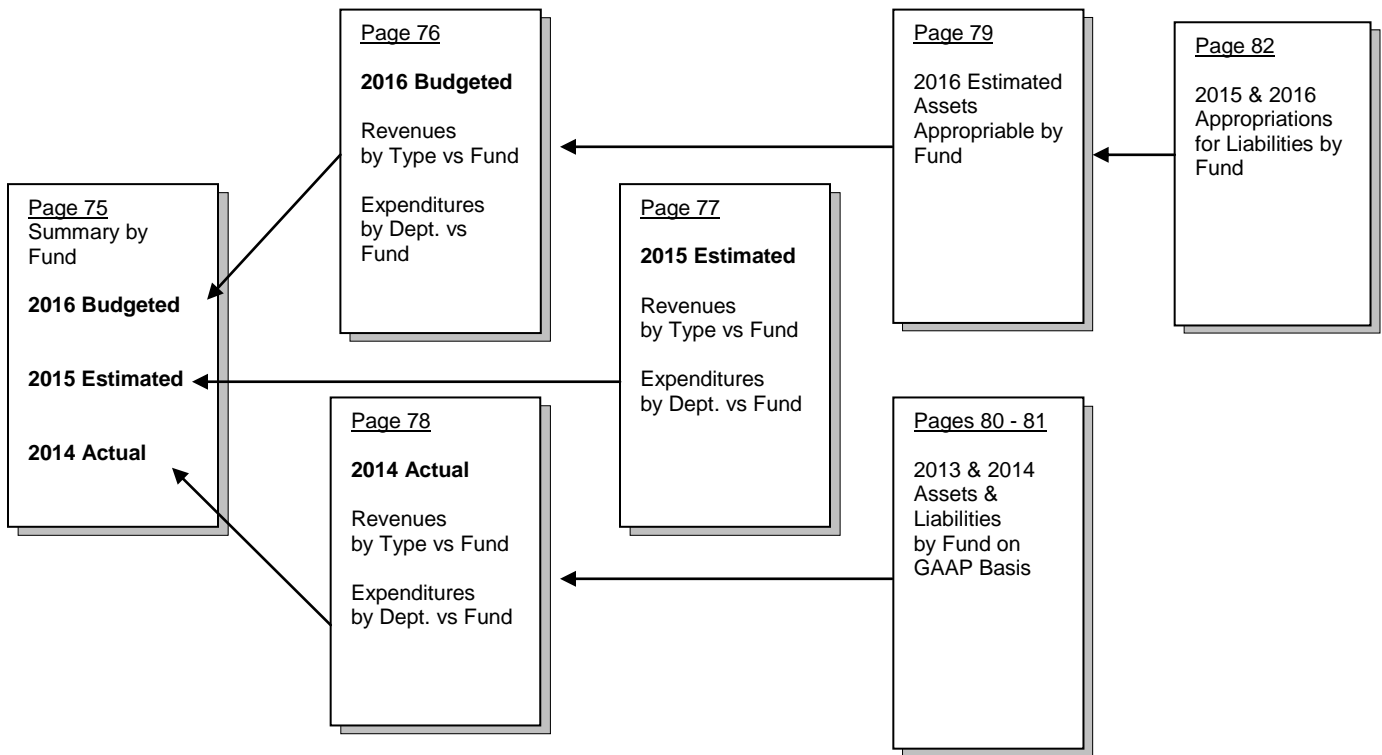 Page 75
Summary by
Fund
2016 Budgeted
2015 Estimated
2014 Actual
Page 76
2016 Budgeted
Revenues
by Type vs Fund
Expenditures
by Dept. vs
Fund
Page 78
2014 Actual
Revenues
by Type vs Fund
Expenditures
by Dept. vs Fund
Page 77
2015 Estimated
Revenues
by Type vs Fund
Expenditures
by Dept. vs Fund
Page 79
2016 Estimated
Assets
Appropriable by
Fund
Pages 80 - 81
2013 & 2014
Assets &
Liabilities
by Fund on
GAAP Basis
Page 82
2015 & 2016
Appropriations
for Liabilities by
Fund